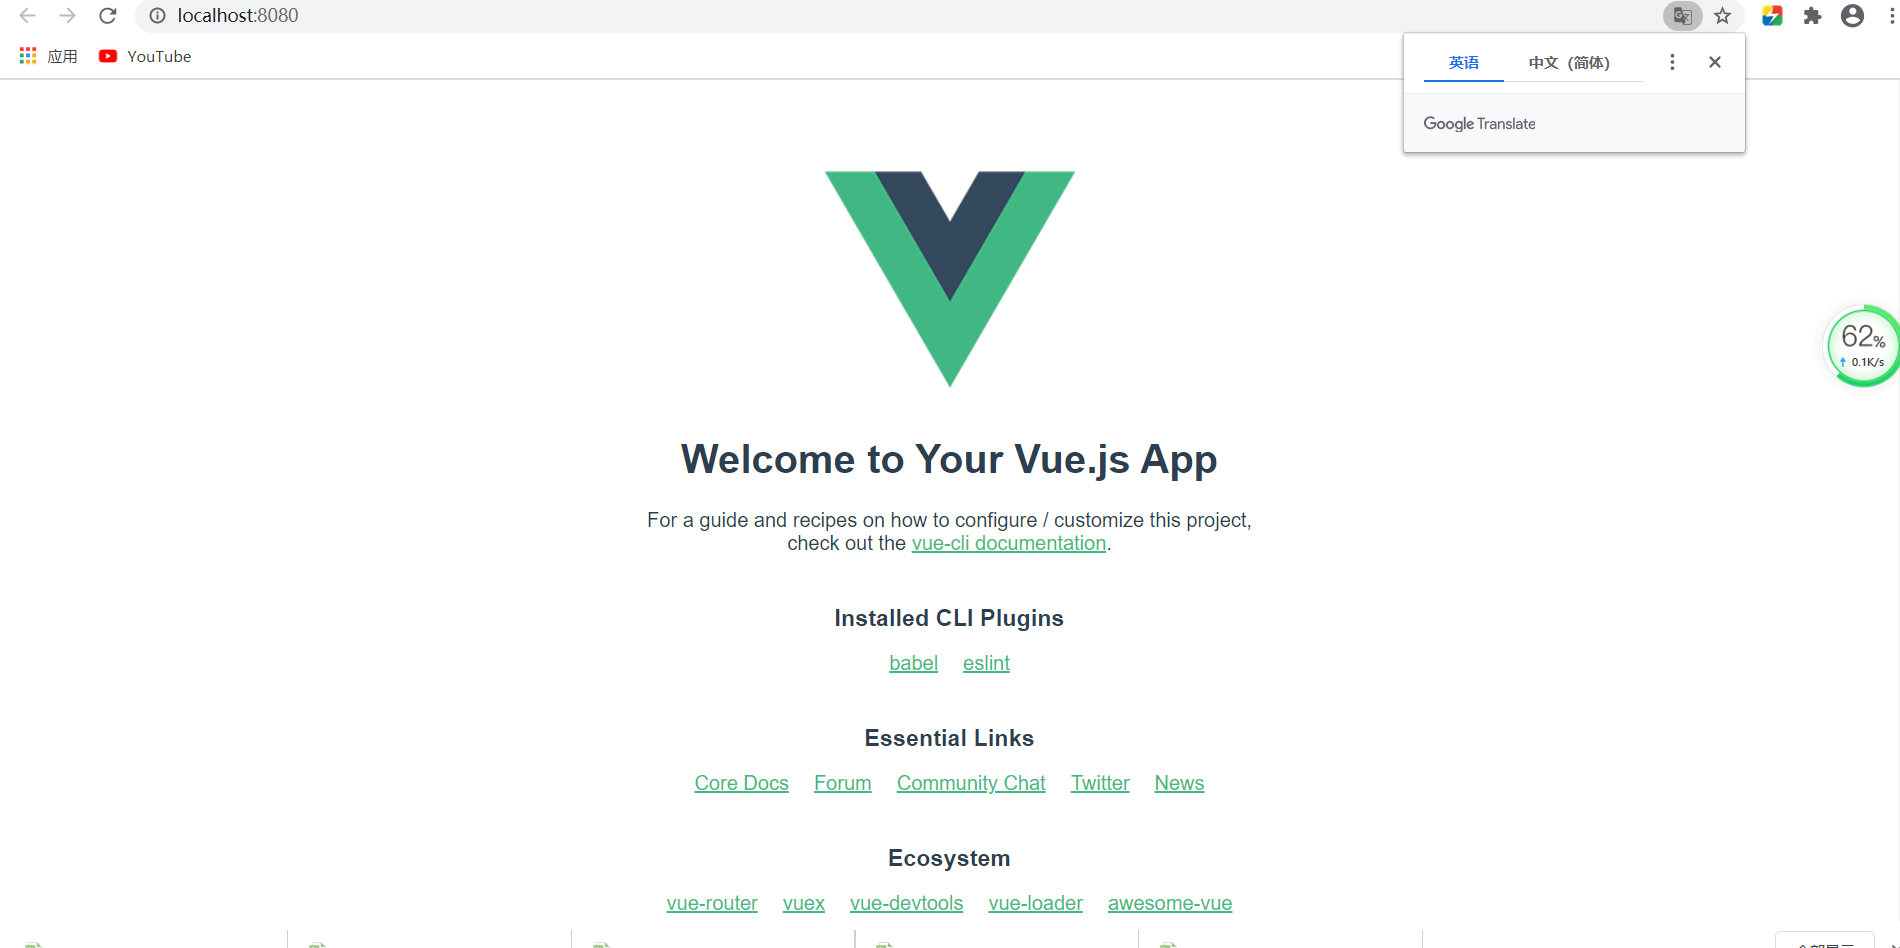 localhost:8080
应用
YouTube
英语
中文 (简体)
Google Translate
62%
0.1K/s
Welcome to Your Vue.js App
For a guide and recipes on how to configure / customize this project,
check out the vue-cli documentation.
Installed CLI Plugins
babel eslint
Essential Links
Core Docs Forum Community Chat Twitter News
Ecosystem
vue-router vuex vue-devtools vue-loader awesome-vue